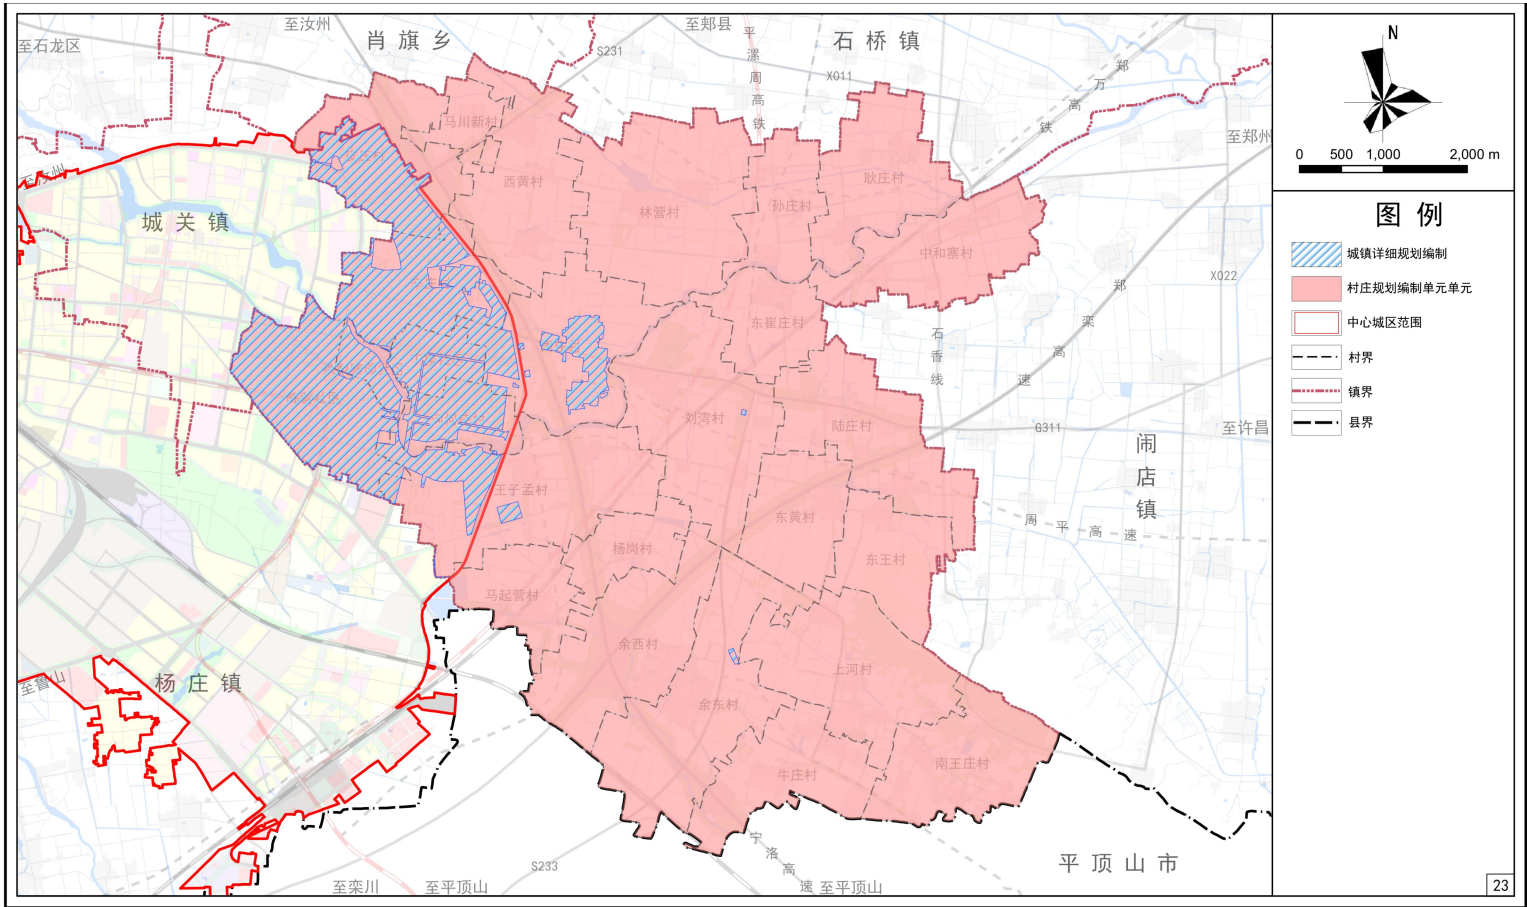 至汝州
至郏县
肖旗乡
石桥镇
至石龙区
S231
平漯周高铁
X011
郑万高铁
至郑州
马川新村
至汝州
西黄村
耿庄村
林营村
孙庄村
城关镇
中和寨村
X022
郑栾高速
东崔庄村
石香线
刘湾村
陆庄村
G311
至许昌
闹店镇
王子孟村
东黄村
周平高速
杨岗村
东王村
马起营村
余西村
上河村
至鲁山
杨庄镇
余东村
南王庄村
牛庄村
宁洛高速
平顶山市
S233
至栾川
至平顶山
至平顶山
N
0 500 1,000 2,000 m
图例
城镇详细规划编制
村庄规划编制单元单元
中心城区范围
村界
镇界
县界
23